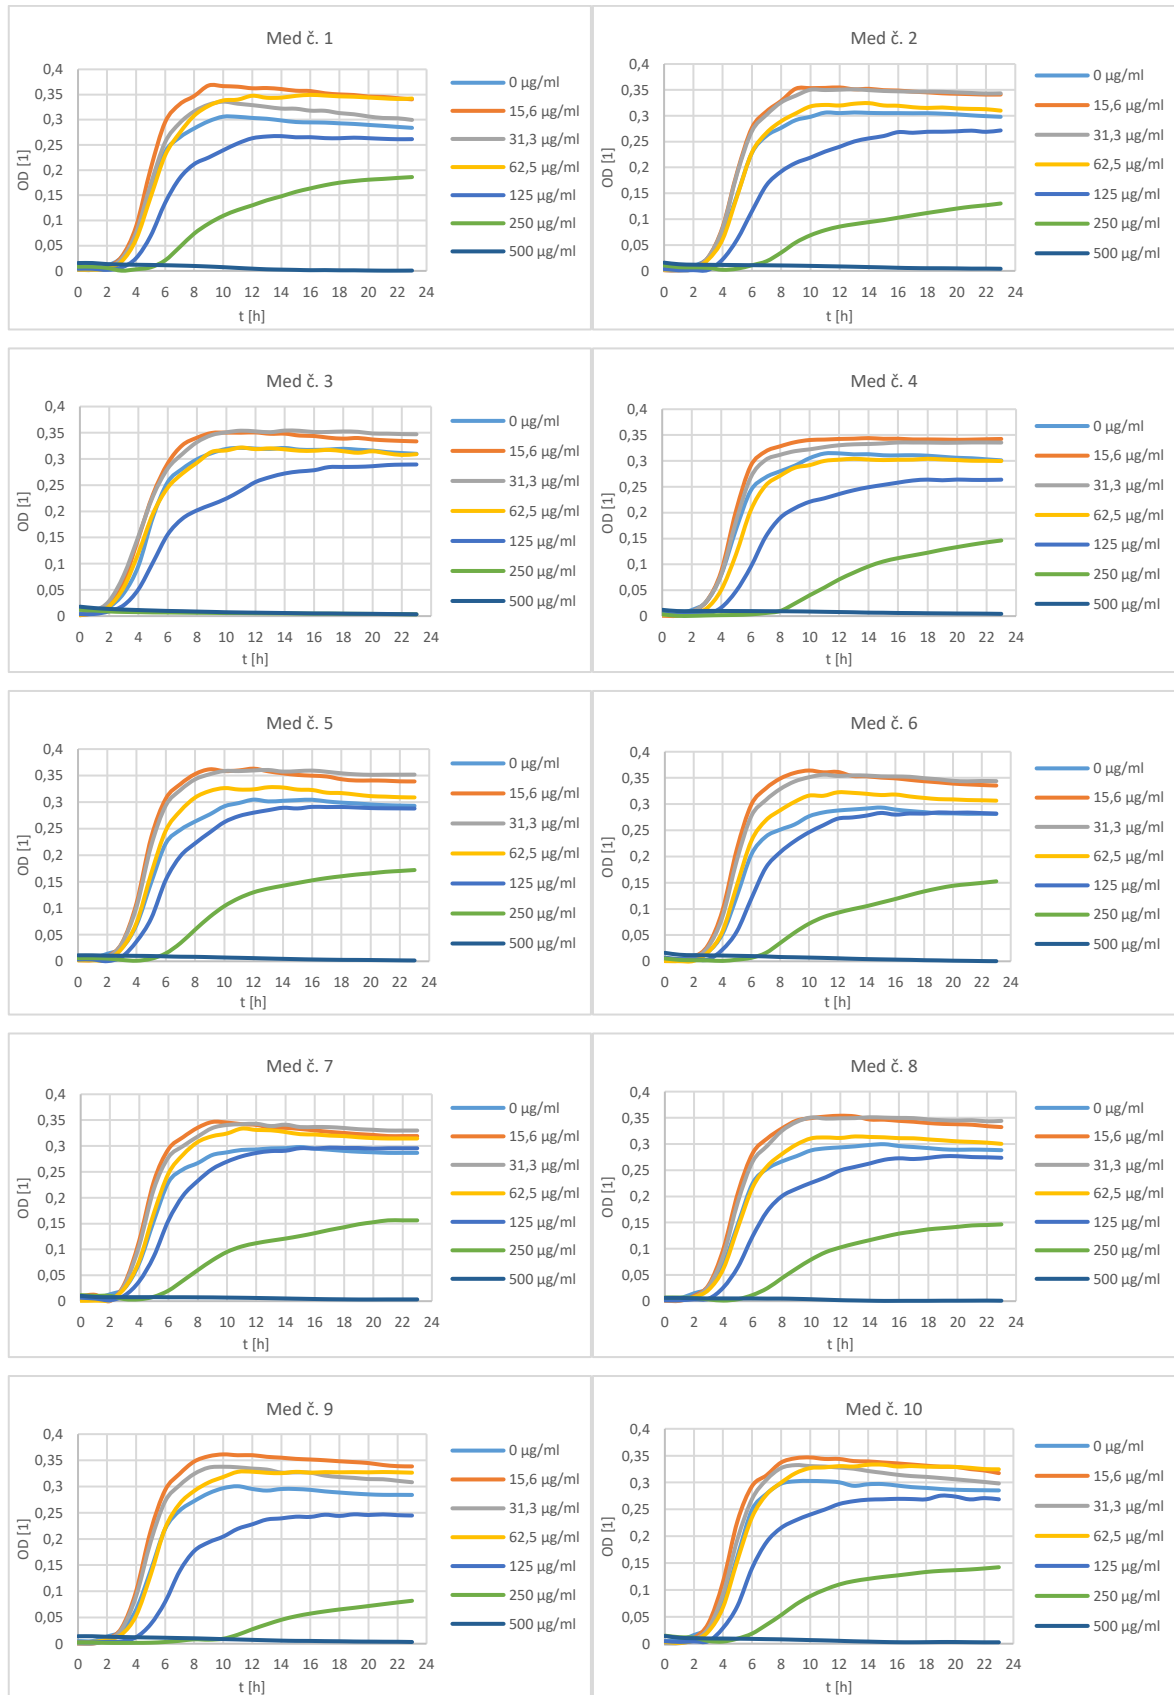 Med č. 1
0,4
0,35
0,3
0,25
0,2
0,15
0,1
0,05
0
OD [1]
0 2 4 6 8 10 12 14 16 18 20 22 24
t [h]
0 µg/ml
15,6 µg/ml
31,3 µg/ml
62,5 µg/ml
125 µg/ml
250 µg/ml
500 µg/ml
Med č. 2
0,4
0,35
0,3
0,25
0,2
0,15
0,1
0,05
0
OD [1]
0 2 4 6 8 10 12 14 16 18 20 22 24
t [h]
0 µg/ml
15,6 µg/ml
31,3 µg/ml
62,5 µg/ml
125 µg/ml
250 µg/ml
500 µg/ml
Med č. 3
0,4
0,35
0,3
0,25
0,2
0,15
0,1
0,05
0
OD [1]
0 2 4 6 8 10 12 14 16 18 20 22 24
t [h]
0 µg/ml
15,6 µg/ml
31,3 µg/ml
62,5 µg/ml
125 µg/ml
250 µg/ml
500 µg/ml
Med č. 4
0,4
0,35
0,3
0,25
0,2
0,15
0,1
0,05
0
OD [1]
0 2 4 6 8 10 12 14 16 18 20 22 24
t [h]
0 µg/ml
15,6 µg/ml
31,3 µg/ml
62,5 µg/ml
125 µg/ml
250 µg/ml
500 µg/ml
Med č. 5
0,4
0,35
0,3
0,25
0,2
0,15
0,1
0,05
0
OD [1]
0 2 4 6 8 10 12 14 16 18 20 22 24
t [h]
0 µg/ml
15,6 µg/ml
31,3 µg/ml
62,5 µg/ml
125 µg/ml
250 µg/ml
500 µg/ml
Med č. 6
0,4
0,35
0,3
0,25
0,2
0,15
0,1
0,05
0
OD [1]
0 2 4 6 8 10 12 14 16 18 20 22 24
t [h]
0 µg/ml
15,6 µg/ml
31,3 µg/ml
62,5 µg/ml
125 µg/ml
250 µg/ml
500 µg/ml
Med č. 7
0,4
0,35
0,3
0,25
0,2
0,15
0,1
0,05
0
OD [1]
0 2 4 6 8 10 12 14 16 18 20 22 24
t [h]
0 µg/ml
15,6 µg/ml
31,3 µg/ml
62,5 µg/ml
125 µg/ml
250 µg/ml
500 µg/ml
Med č. 8
0,4
0,35
0,3
0,25
0,2
0,15
0,1
0,05
0
OD [1]
0 2 4 6 8 10 12 14 16 18 20 22 24
t [h]
0 µg/ml
15,6 µg/ml
31,3 µg/ml
62,5 µg/ml
125 µg/ml
250 µg/ml
500 µg/ml
Med č. 9
0,4
0,35
0,3
0,25
0,2
0,15
0,1
0,05
0
OD [1]
0 2 4 6 8 10 12 14 16 18 20 22 24
t [h]
0 µg/ml
15,6 µg/ml
31,3 µg/ml
62,5 µg/ml
125 µg/ml
250 µg/ml
500 µg/ml
Med č. 10
0,4
0,35
0,3
0,25
0,2
0,15
0,1
0,05
0
OD [1]
0 2 4 6 8 10 12 14 16 18 20 22 24
t [h]
0 µg/ml
15,6 µg/ml
31,3 µg/ml
62,5 µg/ml
125 µg/ml
250 µg/ml
500 µg/ml